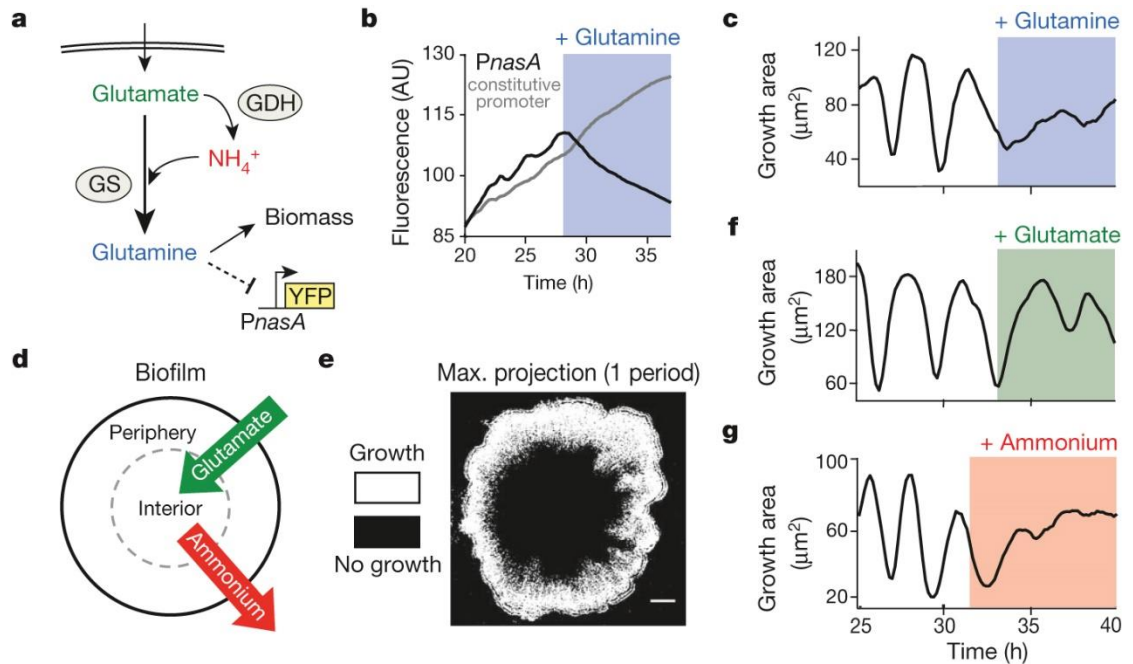 a
Glutamate
GDH
NH₄⁺
GS
Glutamine
Biomass
YFP
PnasA
b
+ Glutamine
Fluorescence (AU)
130
115
100
85
PnasA
constitutive
promoter
20 25 30 35
Time (h)
c
+ Glutamine
Growth area
(μm²)
120
80
40
d
Biofilm
Periphery
Glutamate
Interior
Ammonium
e
Max. projection (1 period)
Growth
No growth
f
+ Glutamate
Growth area
(μm²)
180
120
60
g
+ Ammonium
Growth area
(μm²)
100
60
20
25 30 35 40
Time (h)